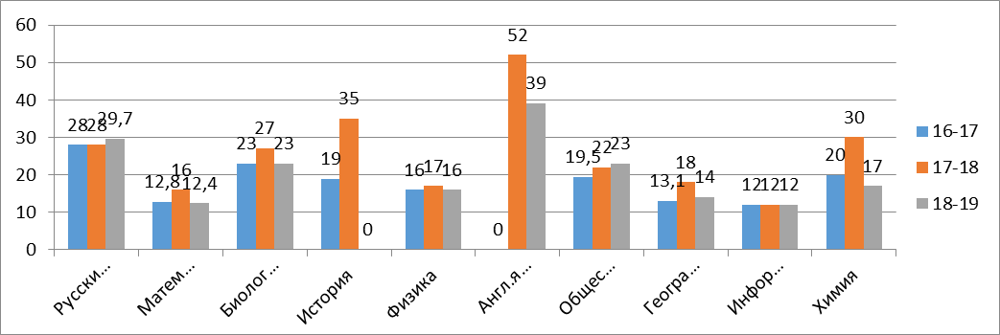 60
50
40
30
20
10
0
28 28 29,7
12,8 16 12,4
23 27 23
19 35 0
16 17 16
0 52 39
19,5 22 23
13,1 18 14
12 12 12
20 30 17
Русски...
Матем...
Биолог...
История
Физика
Англ.я...
Общес...
Геогра...
Инфор...
Химия
16-17
17-18
18-19